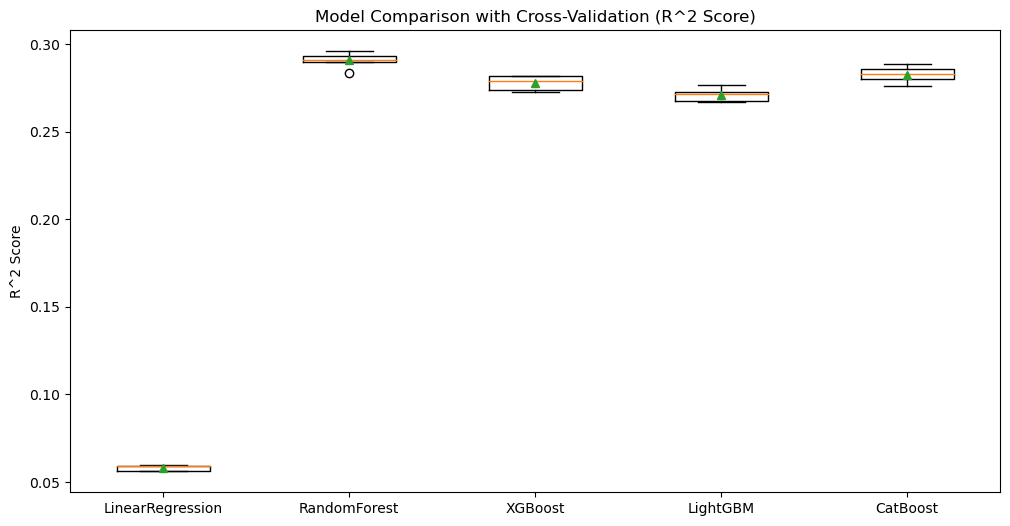 Model Comparison with Cross-Validation (R^2 Score)
0.30
0.25
0.20
0.15
0.10
0.05
R^2 Score
LinearRegression RandomForest XGBoost LightGBM CatBoost